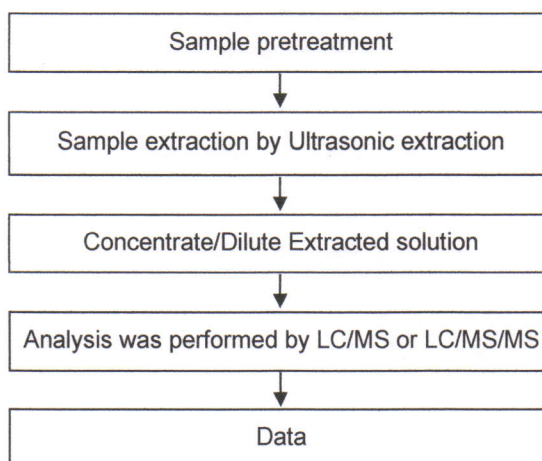 Sample pretreatment
Sample extraction by Ultrasonic extraction
Concentrate/Dilute Extracted solution
Analysis was performed by LC/MS or LC/MS/MS
Data